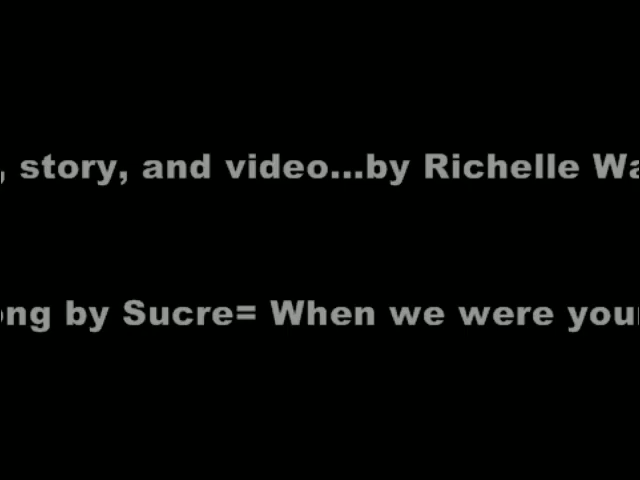 , story, and video...by Richelle Wa
ong by Sucre= When we were you